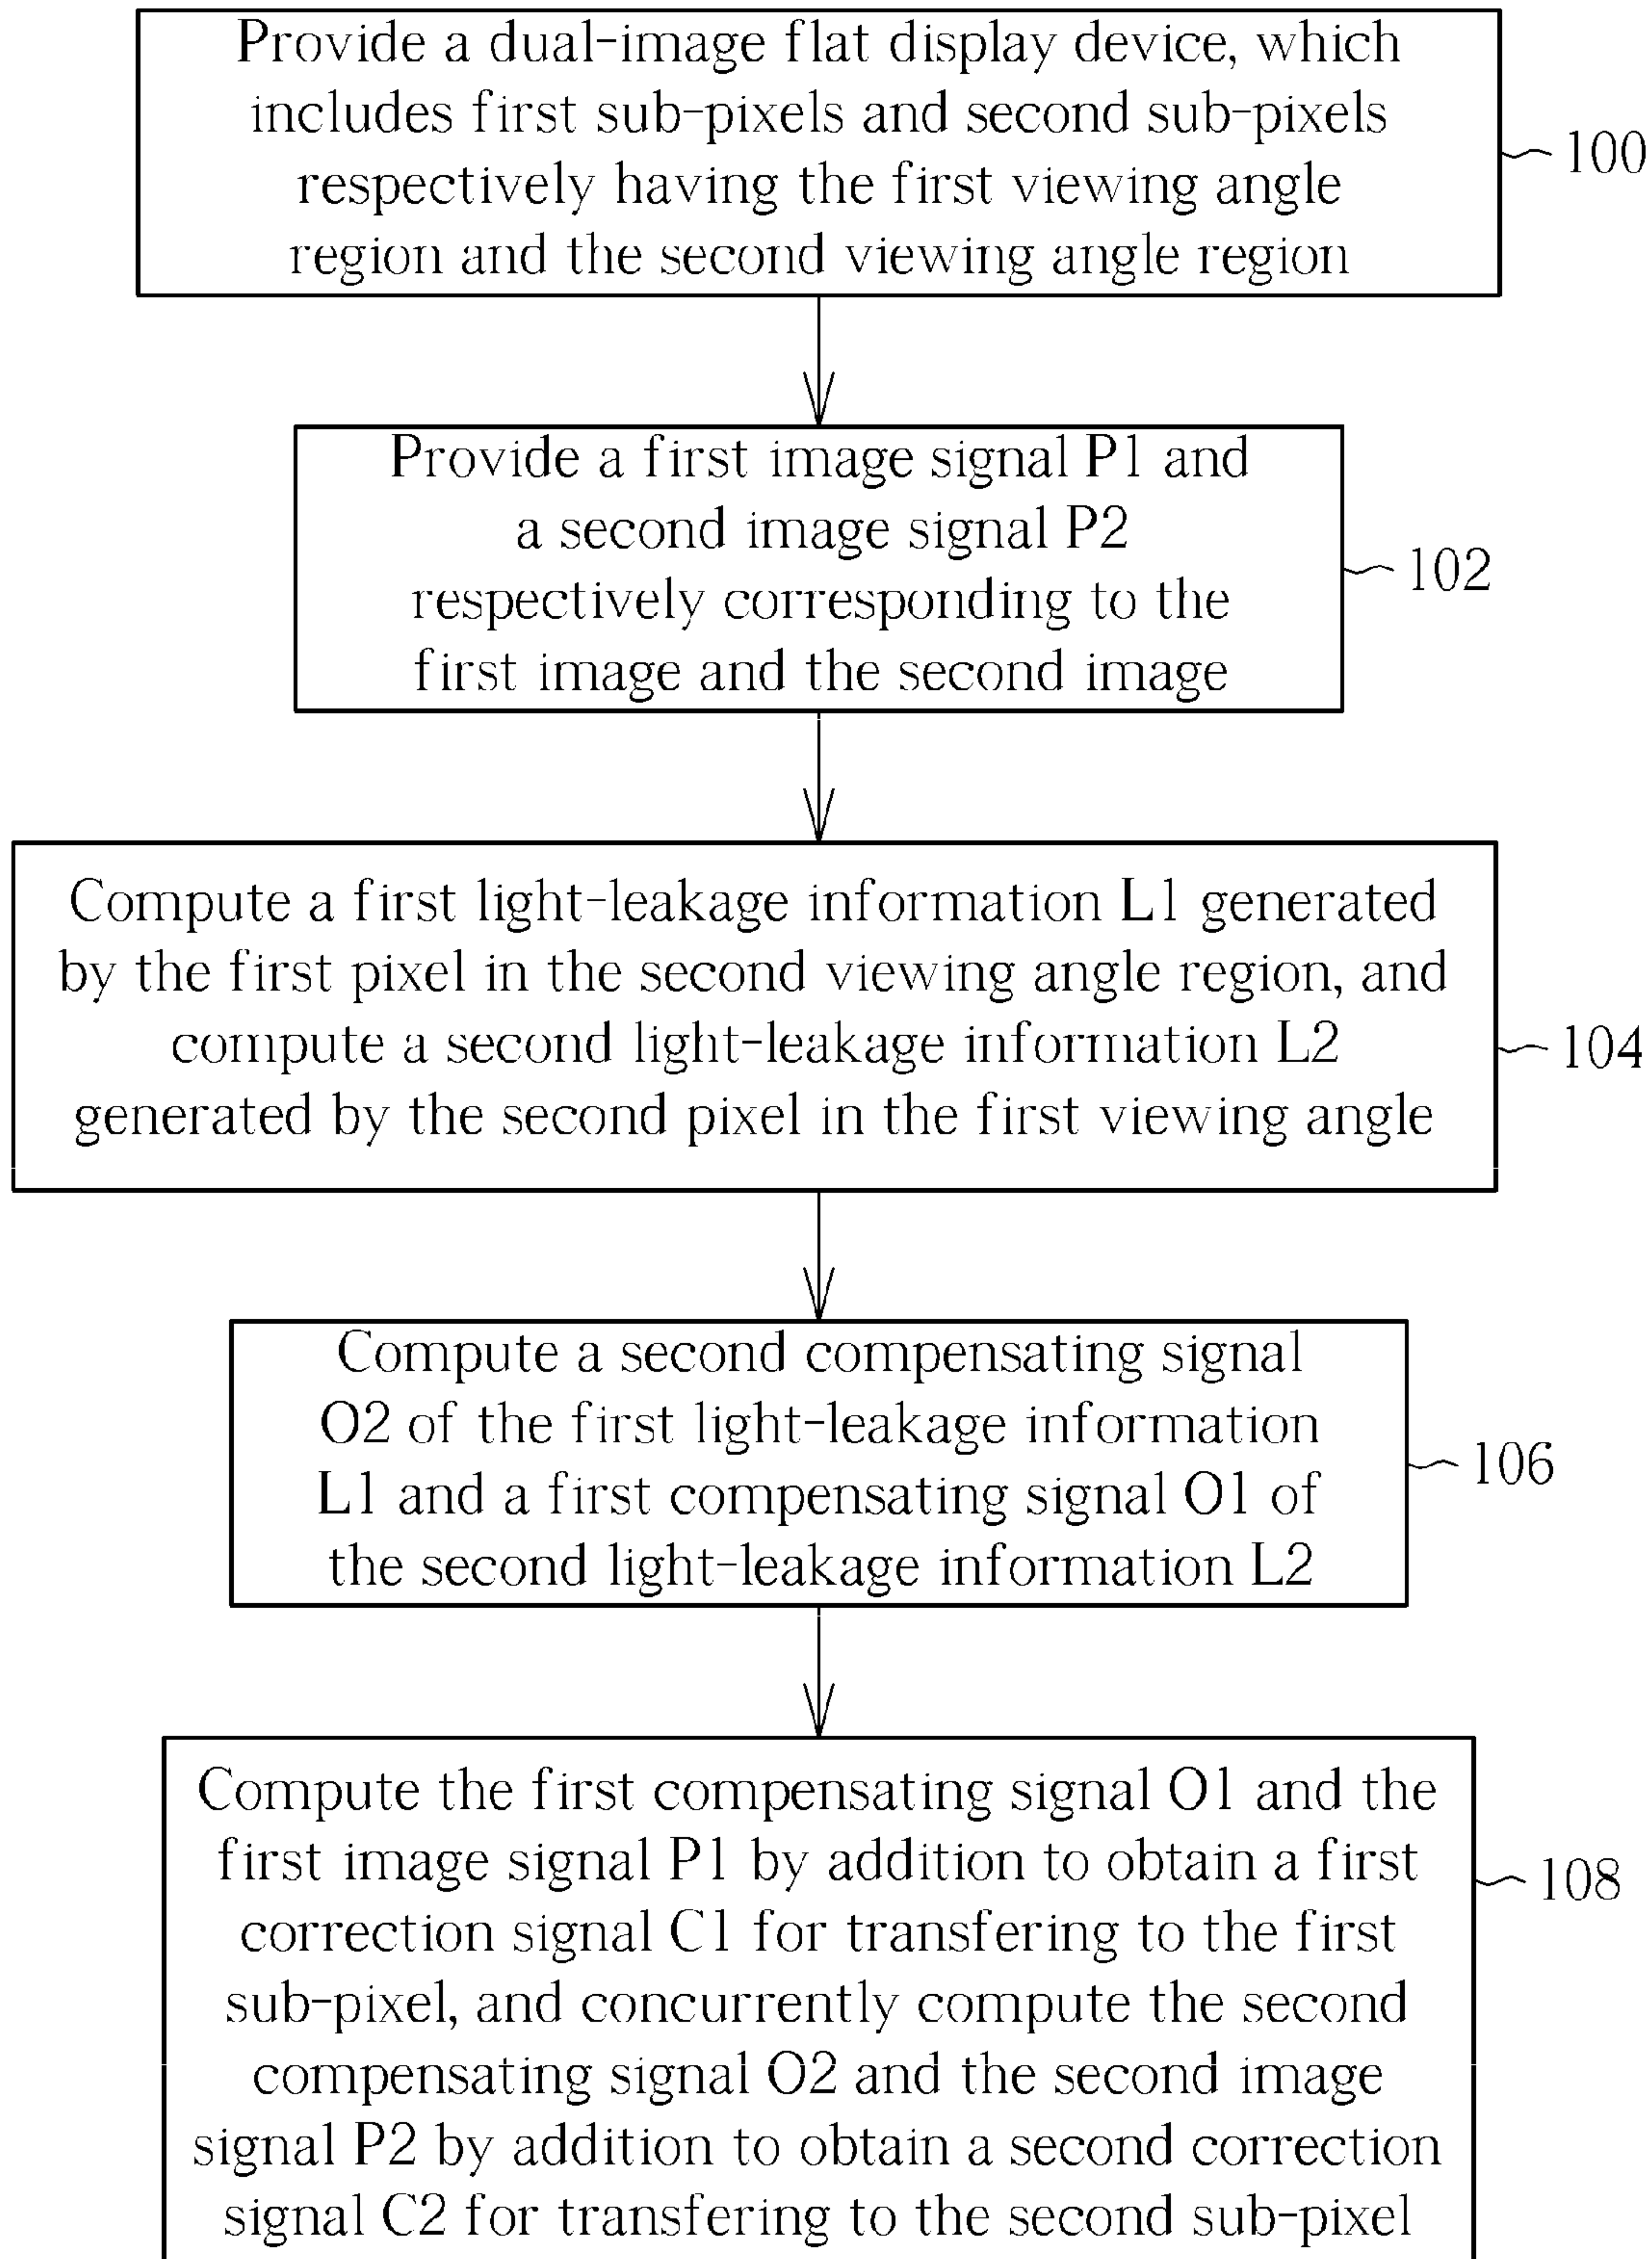 Provide a dual-image flat display device, which
includes first sub-pixels and second sub-pixels
respectively having the first viewing angle
region and the second viewing angle region
100
Provide a first image signal P1 and
a second image signal P2
respectively corresponding to the
first image and the second image
102
Compute a first light-leakage information L1 generated
by the first pixel in the second viewing angle region, and
compute a second light-leakage information L2
generated by the second pixel in the first viewing angle
104
Compute a second compensating signal
O2 of the first light-leakage information
L1 and a first compensating signal O1 of
the second light-leakage information L2
106
Compute the first compensating signal O1 and the
first image signal P1 by addition to obtain a first
correction signal C1 for transfering to the first
sub-pixel, and concurrently compute the second
compensating signal O2 and the second image
signal P2 by addition to obtain a second correction
signal C2 for transfering to the second sub-pixel
108